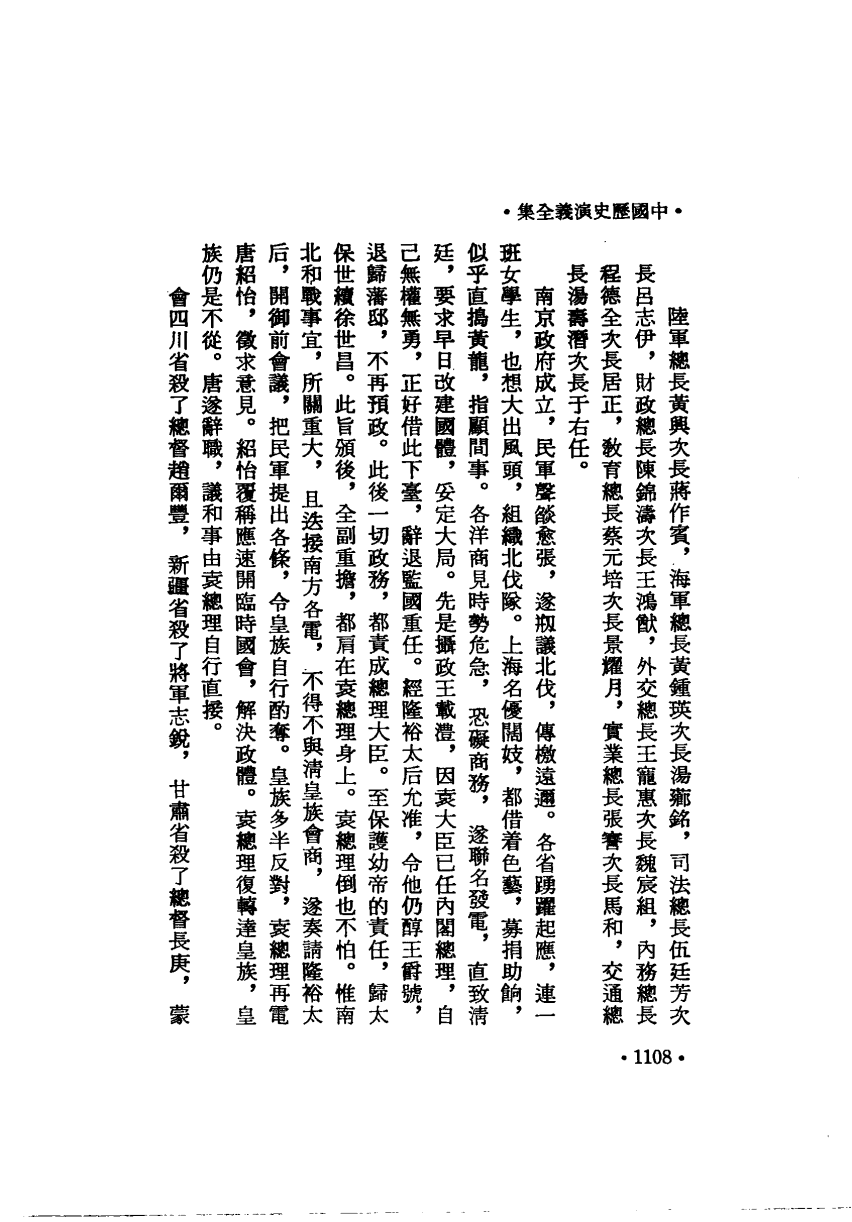 •中國歷史演義全集•
陸軍總長黃興次長蔣作賓，海軍總長黃鍾瑛次長湯薌銘，司法總長伍廷芳次
長呂志伊，財政總長陳錦濤次長王鴻猷，外交總長王寵惠次長魏宸組，內務總長
程德全次長居正，教育總長蔡元培次長景耀月，實業總長張謇次長馬和，交通總
長湯壽潛次長于右任。
南京政府成立，民軍聲燄愈張，遂剏議北伐，傳檄遠邇。各省踴躍起應，連一
班女學生，也想大出風頭，組織北伐隊。上海名優闊妓，都借着色藝，募捐助餉，
似乎直搗黃龍，指顧間事。各洋商見時勢危急，恐礙商務，遂聯名發電，直致清
廷，要求早日改建國體，妥定大局。先是攝政王載灃，因袁大臣已任內閣總理，自
己無權無勇，正好借此下臺，辭退監國重任。經隆裕太后允准，令他仍醇王爵號，
退歸藩邸，不再預政。此後一切政務，都責成總理大臣。至保護幼帝的責任，歸太
保世續徐世昌。此旨頒後，全副重擔，都肩在袁總理身上。袁總理倒也不怕。惟南
北和戰事宜，所關重大，且迭接南方各電，不得不與清皇族會商，遂奏請隆裕太
后，開御前會議，把民軍提出各條，令皇族自行酌奪。皇族多半反對，袁總理再電
唐紹怡，徵求意見。紹怡覆稱應速開臨時國會，解決政體。袁總理復轉達皇族，皇
族仍是不從。唐遂辭職，議和事由袁總理自行直接。
會四川省殺了總督趙爾豐，新疆省殺了將軍志銳，甘肅省殺了總督長庚，蒙
•1108•